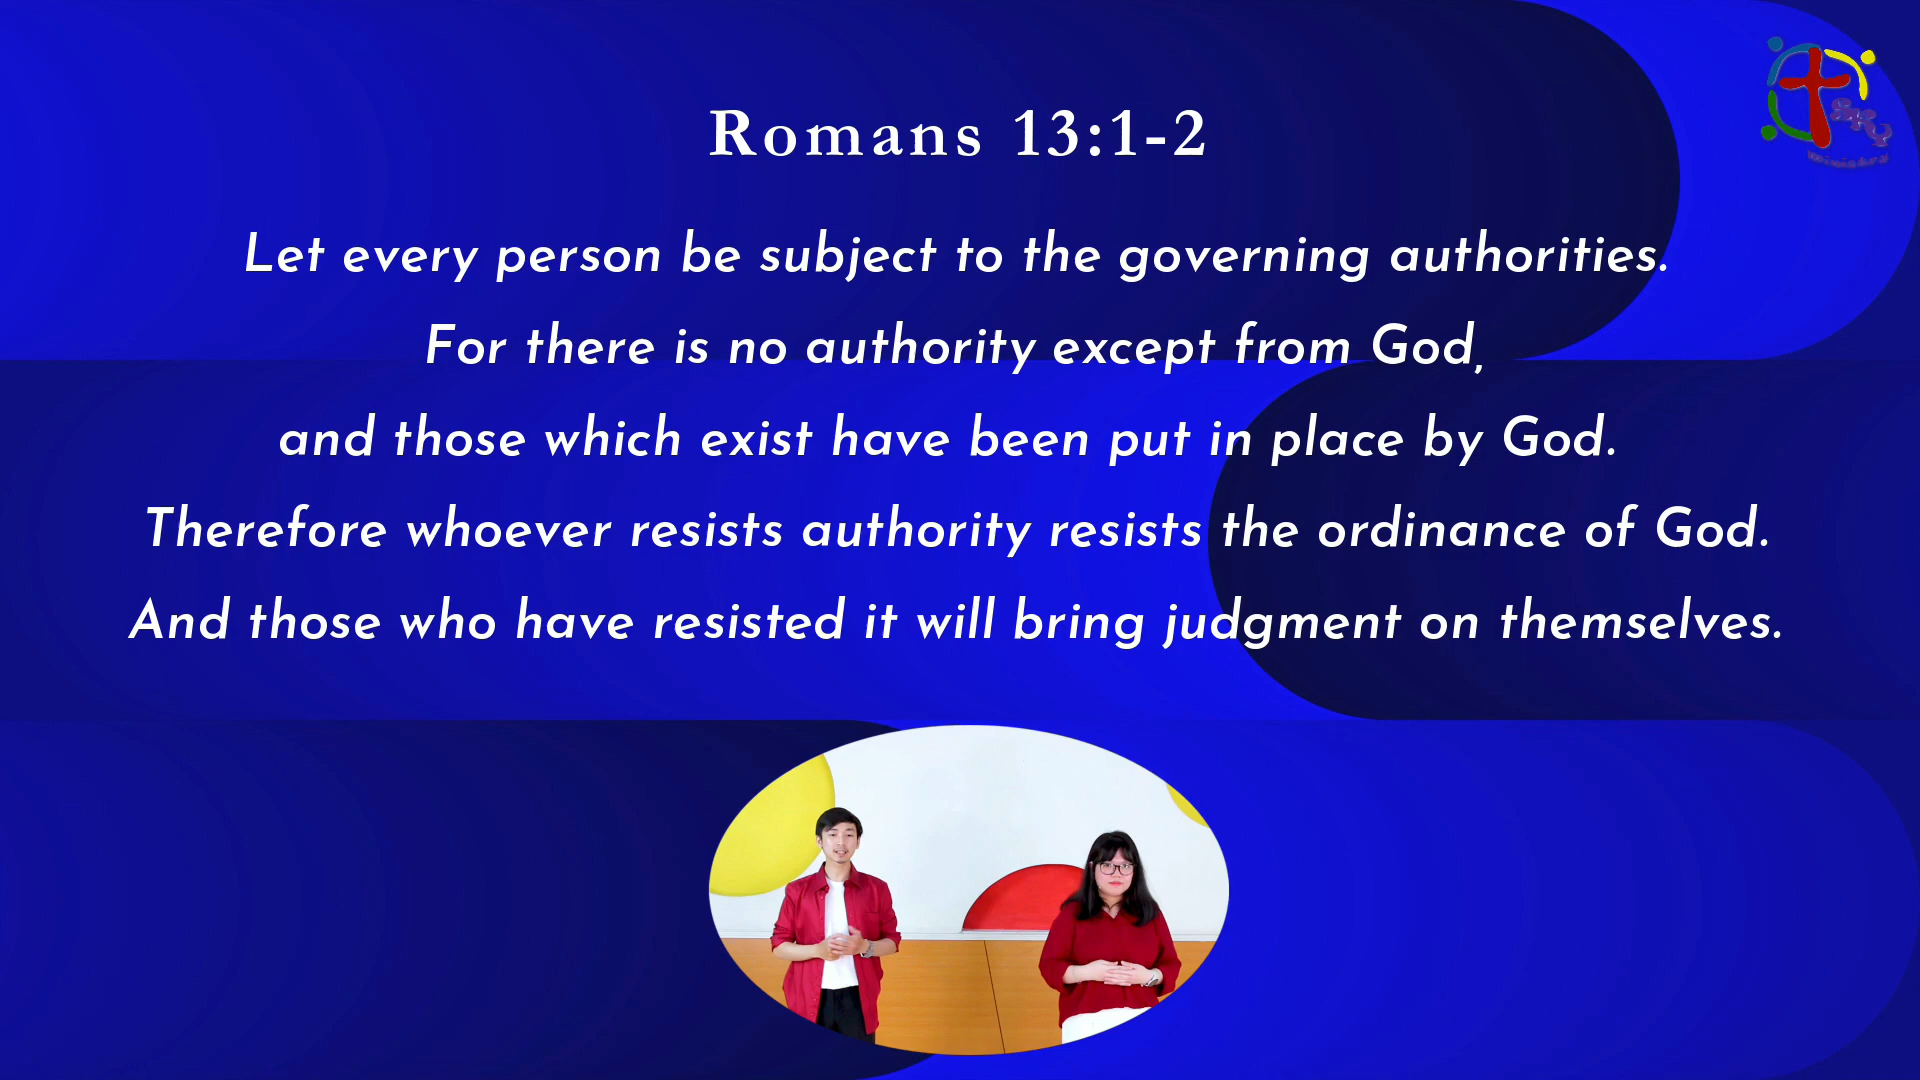 Romans 13:1-2
Let every person be subject to the governing authorities.
For there is no authority except from God,
and those which exist have been put in place by God.
Therefore whoever resists authority resists the ordinance of God.
And those who have resisted it will bring judgment on themselves.